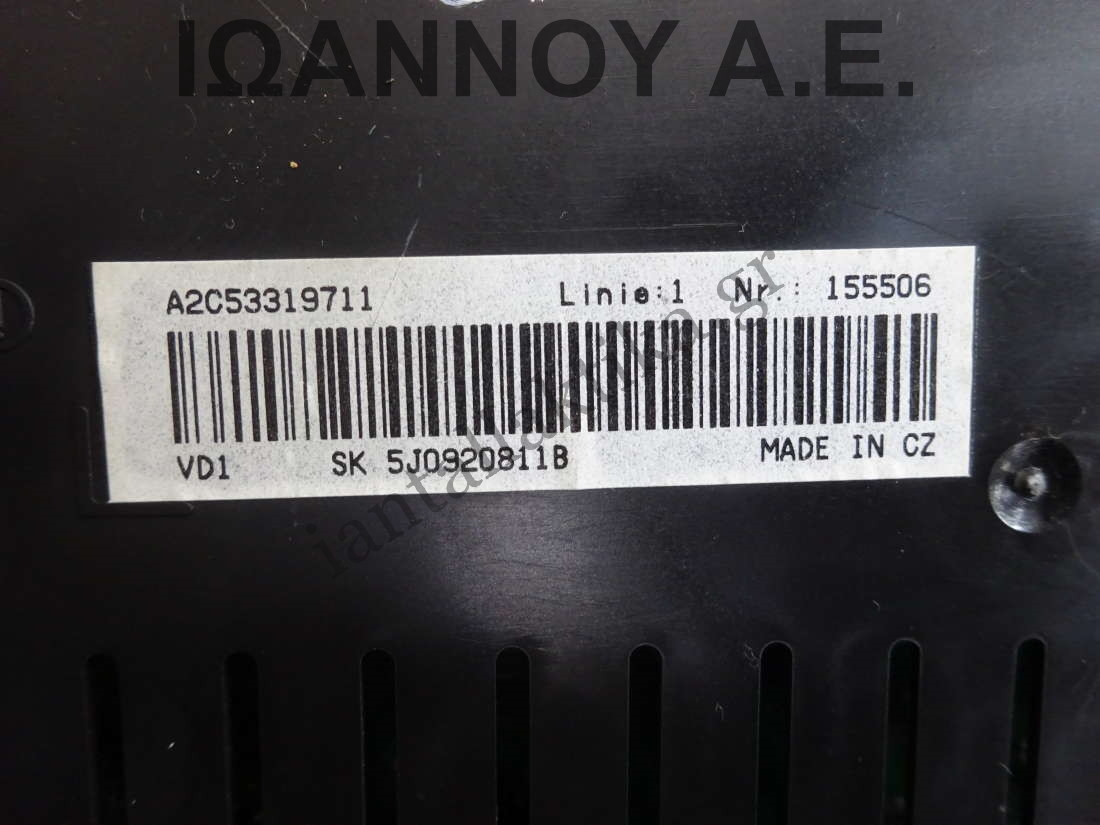 ΙΩΑΝΝΟΥ Α.Ε.
A2C53319711 Linie:1 Nr.: 155506
VD1 SK 5J0920811B MADE IN CZ
iantallaktika.gr